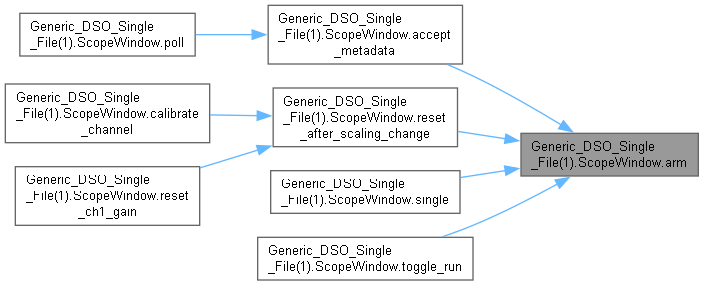 Generic_DSO_Single
_File(1).ScopeWindow.poll
Generic_DSO_Single
_File(1).ScopeWindow.accept
_metadata
Generic_DSO_Single
_File(1).ScopeWindow.calibrate
_channel
Generic_DSO_Single
_File(1).ScopeWindow.reset
_after_scaling_change
Generic_DSO_Single
_File(1).ScopeWindow.arm
Generic_DSO_Single
_File(1).ScopeWindow.reset
_ch1_gain
Generic_DSO_Single
_File(1).ScopeWindow.single
Generic_DSO_Single
_File(1).ScopeWindow.toggle_run